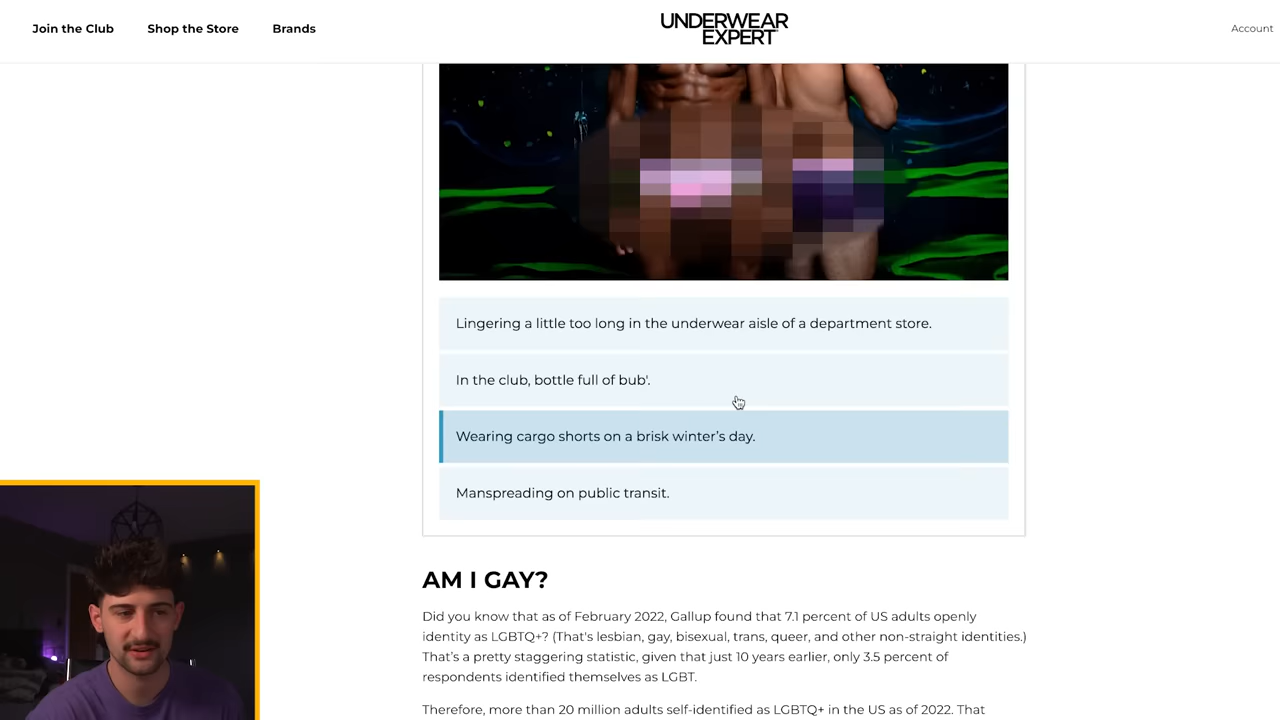 Join the Club
Shop the Store
Brands
UNDERWEAR
EXPERT
Account
Lingering a little too long in the underwear aisle of a department store.
In the club, bottle full of bub'.
Wearing cargo shorts on a brisk winter’s day.
Manspreading on public transit.
AM I GAY?
Did you know that as of February 2022, Gallup found that 7.1 percent of US adults openly
identity as LGBTQ+? (That's lesbian, gay, bisexual, trans, queer, and other non-straight identities.)
That’s a pretty staggering statistic, given that just 10 years earlier, only 3.5 percent of
respondents identified themselves as LGBT.
Therefore, more than 20 million adults self-identified as LGBTQ+ in the US as of 2022. That